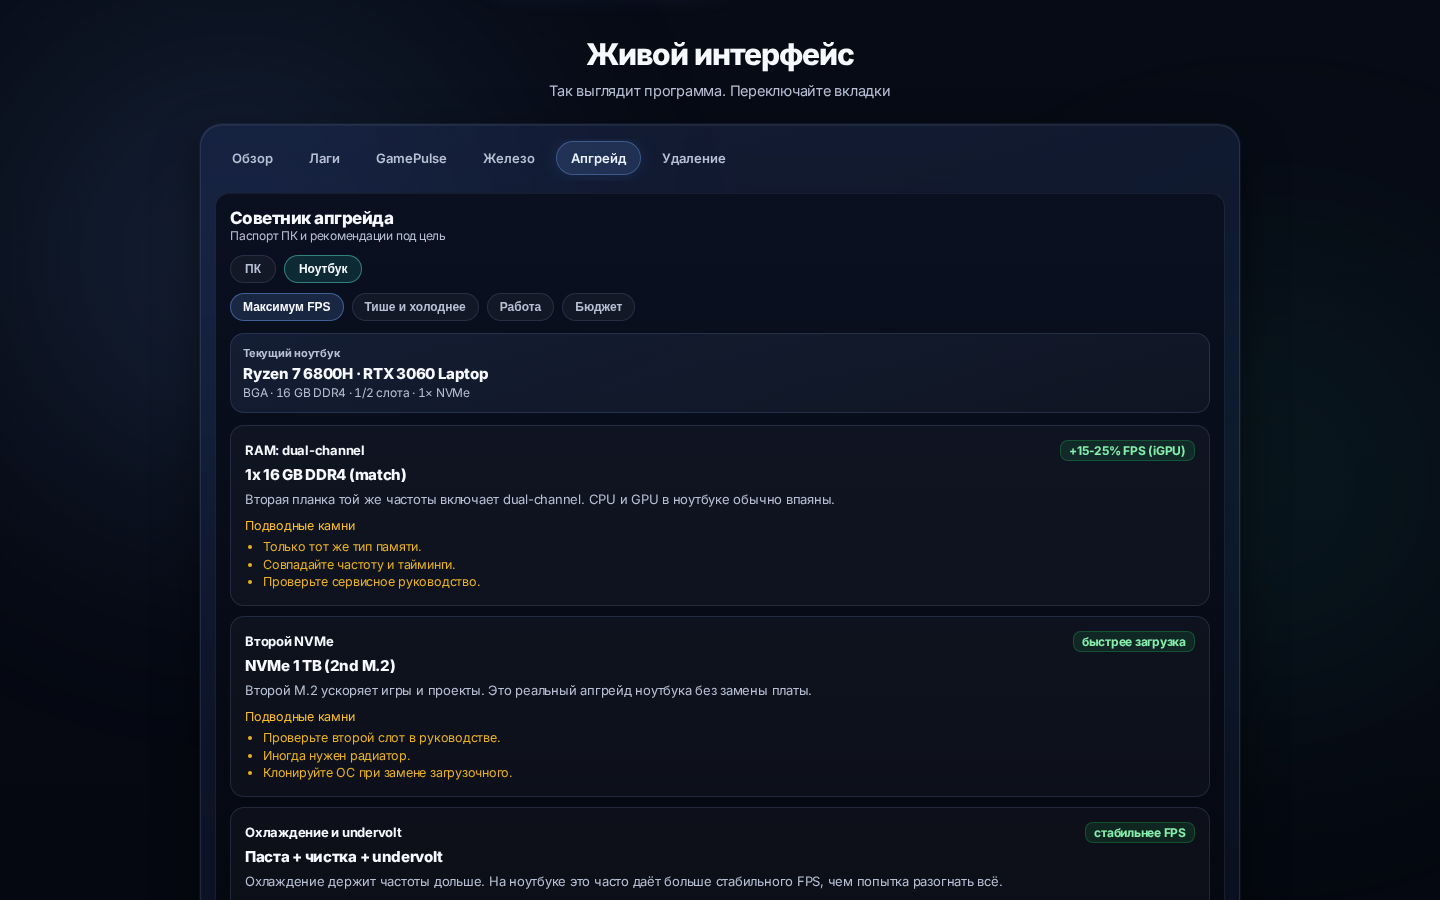 Живой интерфейс
Так выглядит программа. Переключайте вкладки
Обзор Лаги GamePulse Железо Апгрейд Удаление
Советник апгрейда
Паспорт ПК и рекомендации под цель
ПК Ноутбук
Максимум FPS Тише и холоднее Работа Бюджет
Текущий ноутбук
Ryzen 7 6800H · RTX 3060 Laptop
BGA · 16 GB DDR4 · 1/2 слота · 1× NVMe
RAM: dual-channel +15-25% FPS (iGPU)
1x 16 GB DDR4 (match)
Вторая планка той же частоты включает dual-channel. CPU и GPU в ноутбуке обычно впаяны.
Подводные камни
• Только тот же тип памяти.
• Совпадайте частоту и тайминги.
• Проверьте сервисное руководство.
Второй NVMe быстрее загрузка
NVMe 1 TB (2nd M.2)
Второй M.2 ускоряет игры и проекты. Это реальный апгрейд ноутбука без замены платы.
Подводные камни
• Проверьте второй слот в руководстве.
• Иногда нужен радиатор.
• Клонируйте ОС при замене загрузочного.
Охлаждение и undervolt стабильнее FPS
Паста + чистка + undervolt
Охлаждение держит частоты дольше. На ноутбуке это часто даёт больше стабильного FPS, чем попытка разогнать всё.